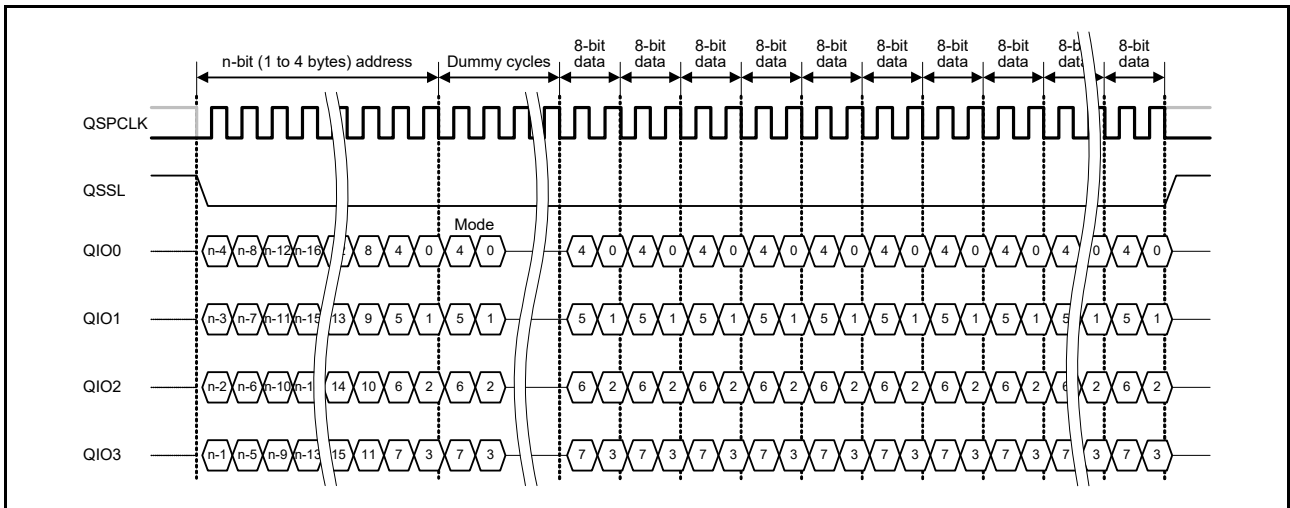 8-bit 8-bit 8-bit 8-bit 8-bit 8-bit 8-bit 8-bit 8-b 8-bit
n-bit (1 to 4 bytes) address Dummy cycles data data data data data data data data dat data
QSPCLK
QSSL
Mode
QIO0 n-4 n-8 n-12 n-16 8 4 0 4 0 4 0 4 0 4 0 4 0 4 0 4 0 4 0 4 0 4 0 4 0
QIO1 n-3 n-7 n-11 n-15 13 9 5 1 5 1 5 1 5 1 5 1 5 1 5 1 5 1 5 1 5 1 5 1 5 1
QIO2 n-2 n-6 n-10 n-1 14 10 6 2 6 2 6 2 6 2 6 2 6 2 6 2 6 2 6 2 6 2 6 2 6 2
QIO3 n-1 n-5 n-9 n-13 15 11 7 3 7 3 7 3 7 3 7 3 7 3 7 3 7 3 7 3 7 3 7 3 7 3